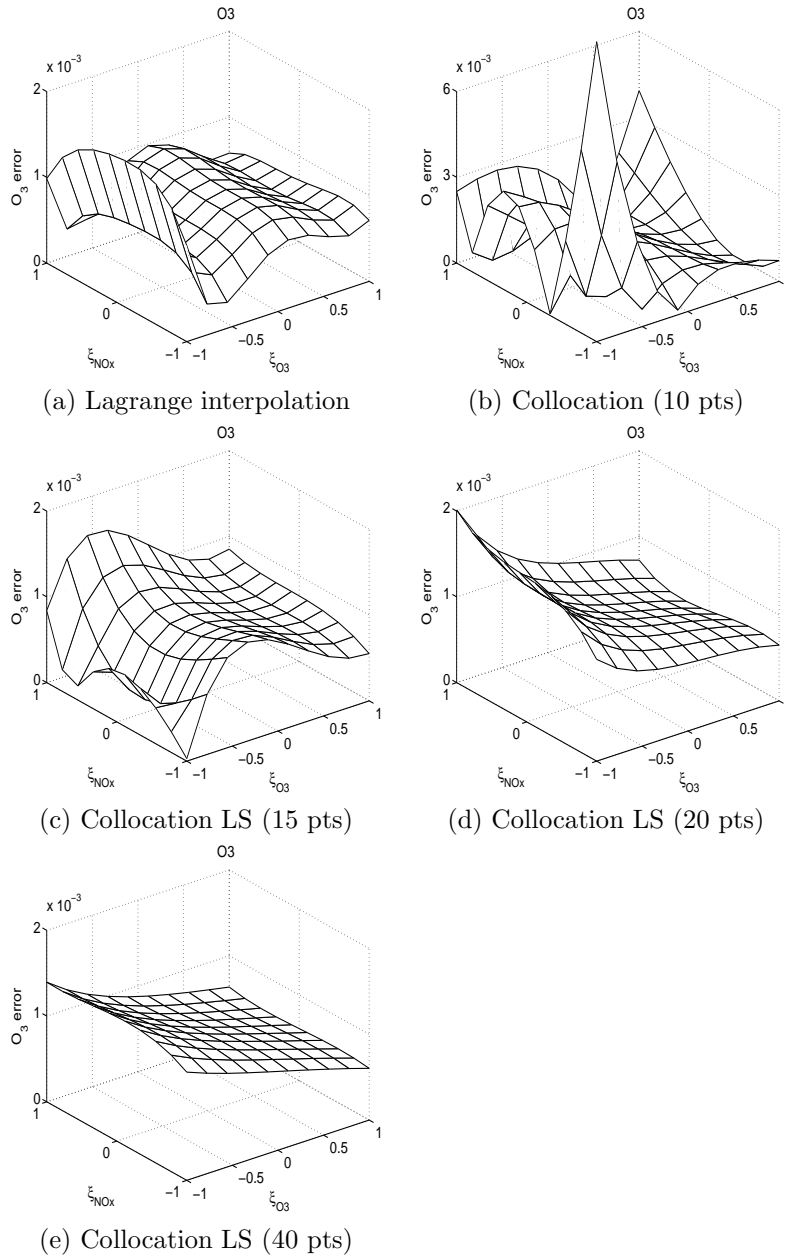 O3
x 10⁻³
2
1
0
O₃ error
1
0
−1
ξNOx
−1
−0.5
0
0.5
1
ξO3
(a) Lagrange interpolation
O3
x 10⁻³
6
3
0
O₃ error
1
0
−1
ξNOx
−1
−0.5
0
0.5
1
ξO3
(b) Collocation (10 pts)
O3
x 10⁻³
2
1
0
O₃ error
1
0
−1
ξNOx
−1
−0.5
0
0.5
1
ξO3
(c) Collocation LS (15 pts)
O3
x 10⁻³
2
1
0
O₃ error
1
0
−1
ξNOx
−1
−0.5
0
0.5
1
ξO3
(d) Collocation LS (20 pts)
O3
x 10⁻³
2
1
0
O₃ error
1
0
−1
ξNOx
−1
−0.5
0
0.5
1
ξO3
(e) Collocation LS (40 pts)